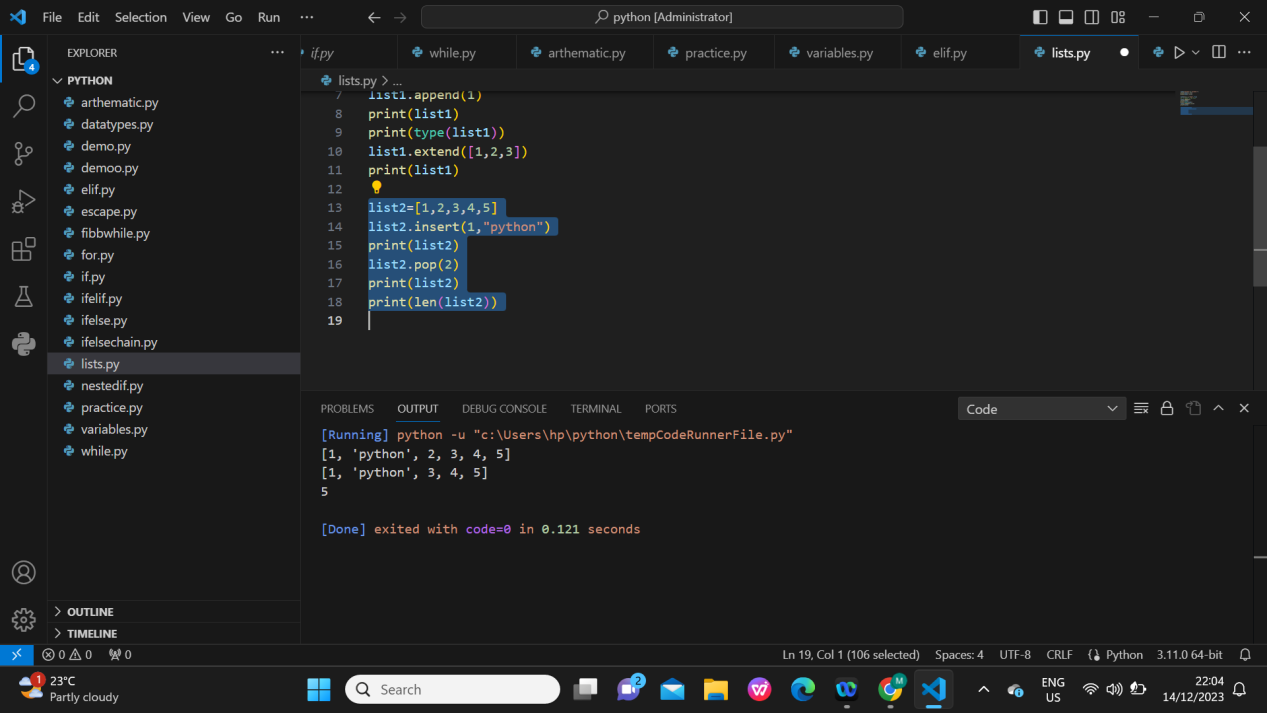 File Edit Selection View Go Run ... python [Administrator]
EXPLORER ...
if.py while.py arthematic.py practice.py variables.py elif.py lists.py
PYTHON
lists.py > ...
arthematic.py
datatypes.py
demo.py
demoo.py
elif.py
escape.py
fibbwhile.py
for.py
if.py
ifelif.py
ifelse.py
ifelsechain.py
lists.py
nestedif.py
practice.py
variables.py
while.py
OUTLINE
TIMELINE
4
7 list1.append(1)
8 print(list1)
9 print(type(list1))
10 list1.extend([1,2,3])
11 print(list1)
12
13 list2=[1,2,3,4,5]
14 list2.insert(1,"python")
15 print(list2)
16 list2.pop(2)
17 print(list2)
18 print(len(list2))
19
PROBLEMS OUTPUT DEBUG CONSOLE TERMINAL PORTS Code
[Running] python -u "c:\Users\hp\python\tempCodeRunnerFile.py"
[1, 'python', 2, 3, 4, 5]
[1, 'python', 3, 4, 5]
5
[Done] exited with code=0 in 0.121 seconds
0 0 0 Ln 19, Col 1 (106 selected) Spaces: 4 UTF-8 CRLF Python 3.11.0 64-bit
1 23°C
Partly cloudy
Search
2
M
ENG
US
22:04
14/12/2023